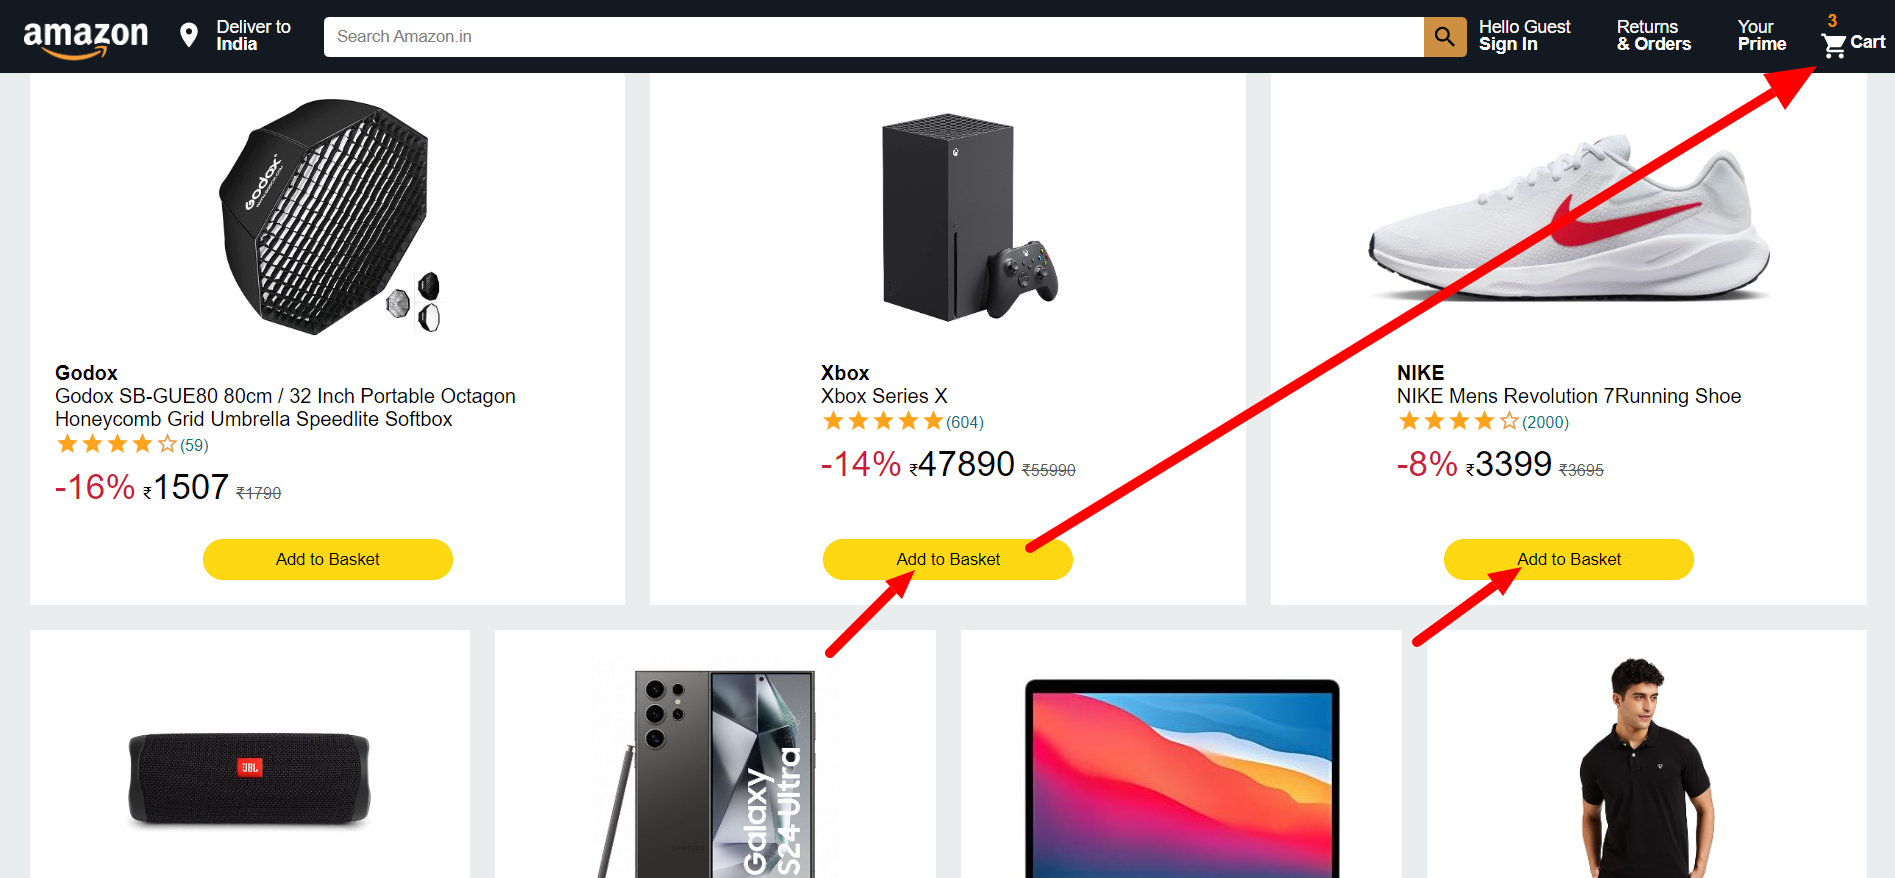 amazon
Deliver to
India
Search Amazon.in
Hello Guest
Sign In
Returns
& Orders
Your
Prime
3
Cart
Godox
Godox
Godox SB-GUE80 80cm / 32 Inch Portable Octagon
Honeycomb Grid Umbrella Speedlite Softbox
(59)
-16% ₹1507 ₹1790
Add to Basket
Xbox
Xbox Series X
(604)
-14% ₹47890 ₹55990
Add to Basket
NIKE
NIKE Mens Revolution 7Running Shoe
(2000)
-8% ₹3399 ₹3695
Add to Basket
JBL
Galaxy
S24 Ultra